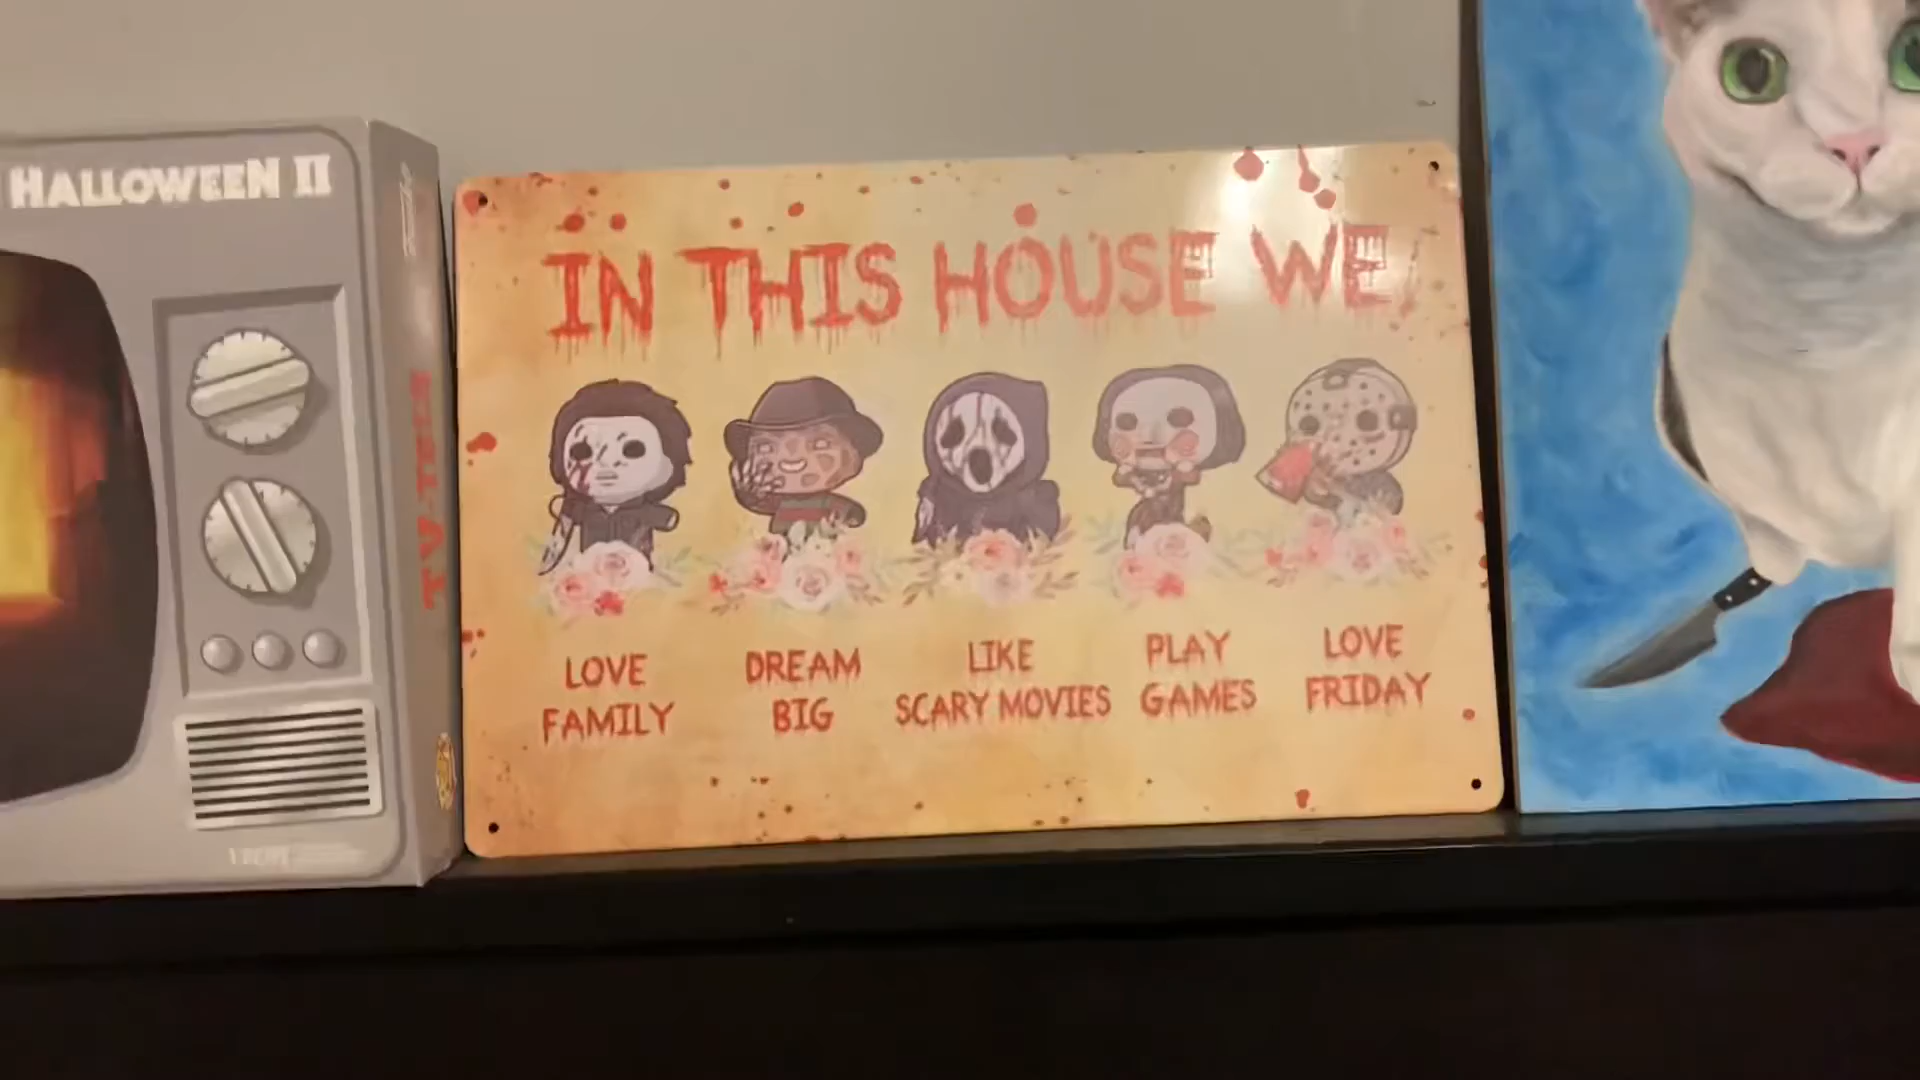 HALLOWEEN II
IN THIS HOUSE WE
LOVE
FAMILY
DREAM
BIG
LIKE
SCARY MOVIES
PLAY
GAMES
LOVE
FRIDAY